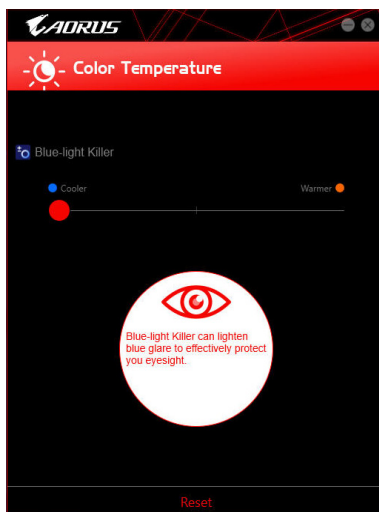 AORUS
Color Temperature
Blue-light Killer
Cooler Warmer
Blue-light Killer can lighten
blue glare to effectively protect
you eyesight.
Reset